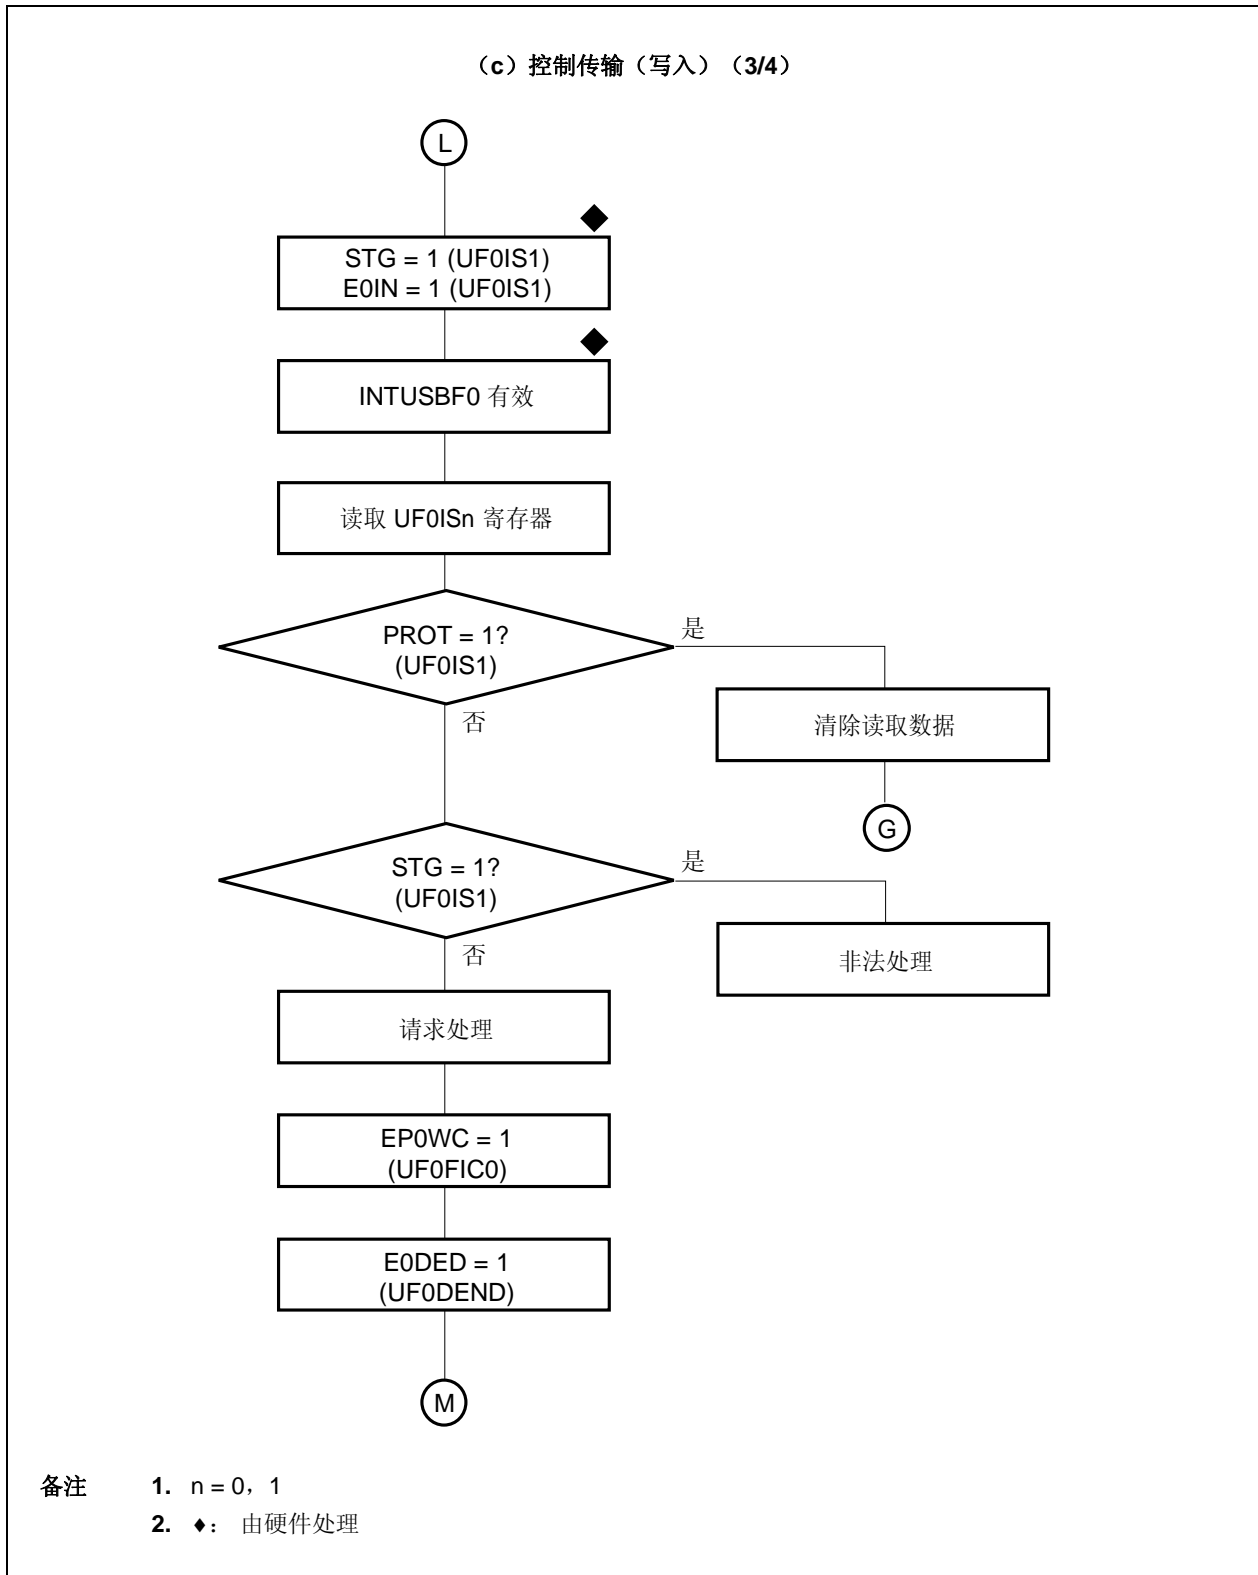 （c）控制传输（写入）（3/4）
L
STG = 1 (UF0IS1)
E0IN = 1 (UF0IS1)
INTUSBF0 有效
读取 UF0ISn 寄存器
PROT = 1?
(UF0IS1)
是
否
清除读取数据
G
STG = 1?
(UF0IS1)
是
否
非法处理
请求处理
EP0WC = 1
(UF0FIC0)
E0DED = 1
(UF0DEND)
M
备注 1. n = 0，1
2. ♦： 由硬件处理